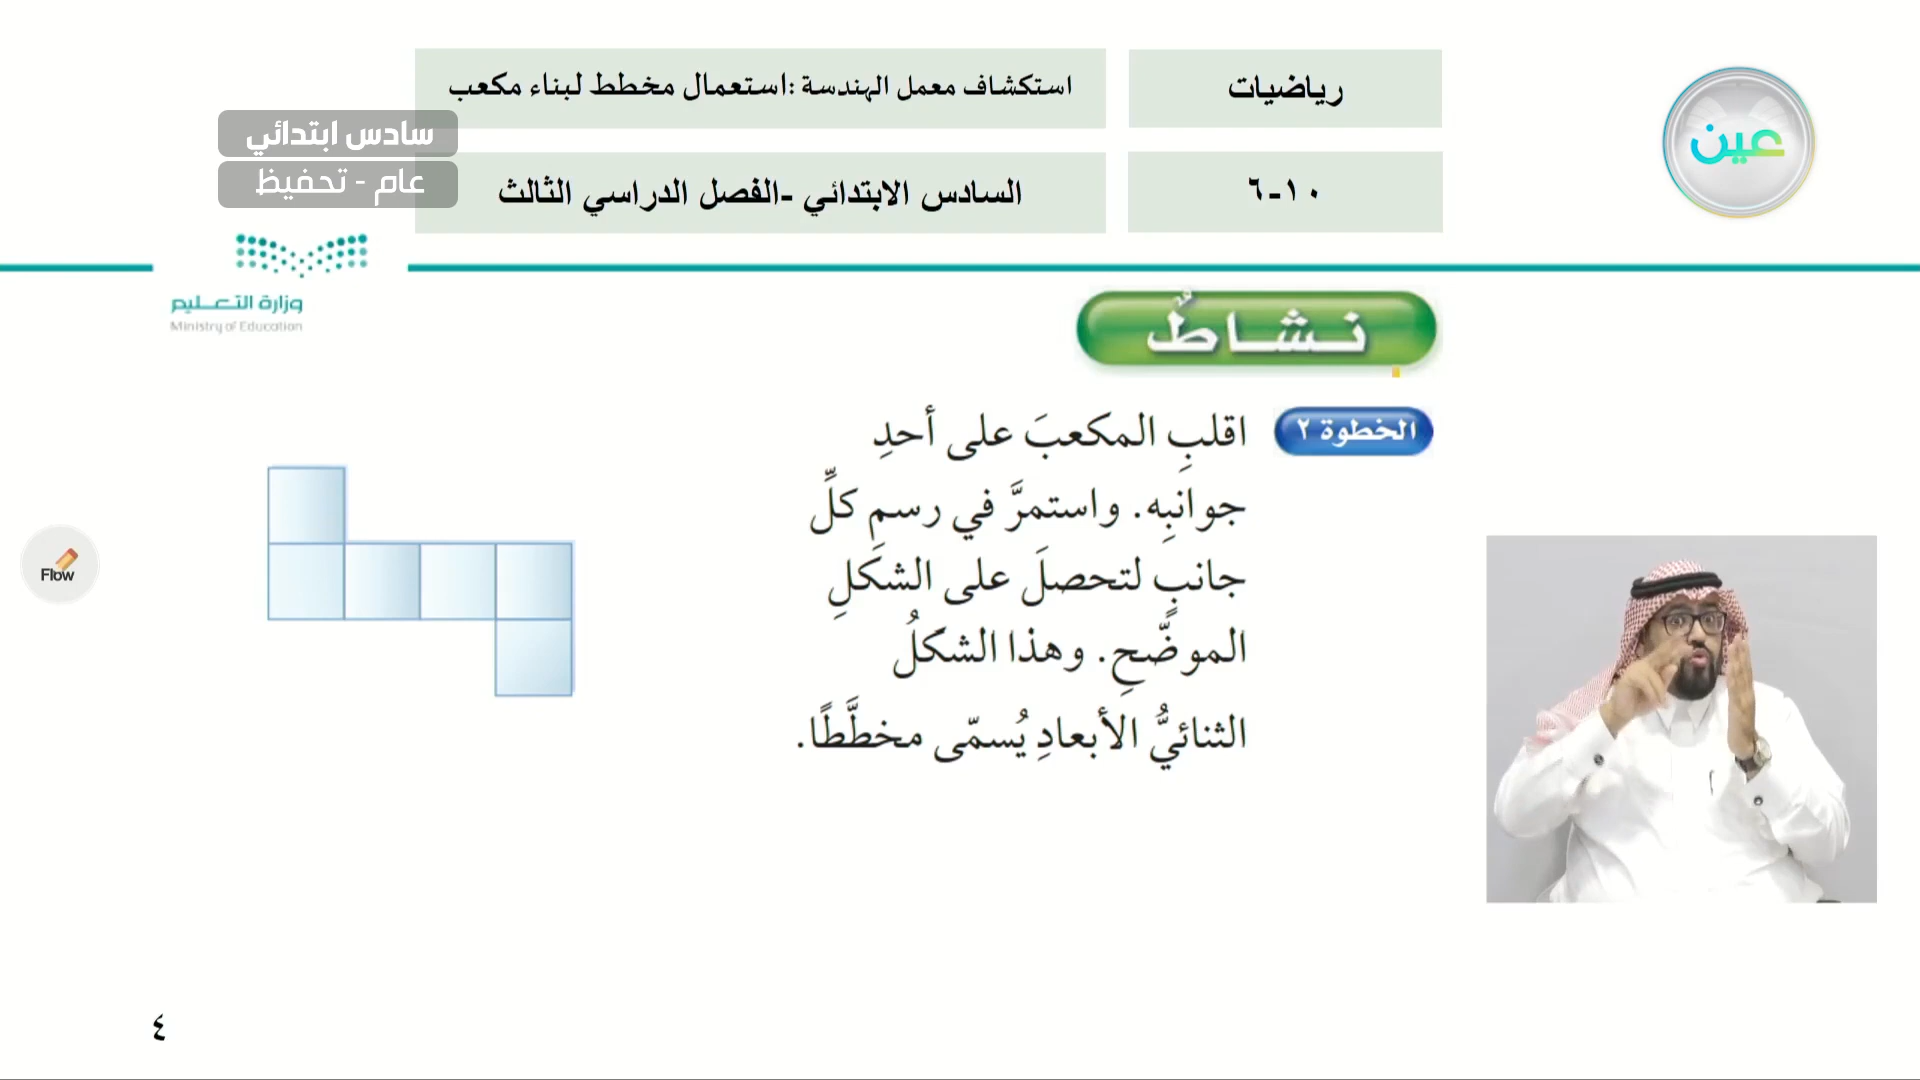 رياضيات
استكشاف معمل الهندسة :استعمال مخطط لبناء مكعب
سادس ابتدائي
عام - تحفيظ
١٠-٦
السادس الابتدائي -الفصل الدراسي الثالث
عين
وزارة التعليم
Ministry of Education
نشاطٌ
الخطوة ٢
اقلبِ المكعبَ على أحدِ
جوانبِه. واستمرَّ في رسمِ كلِّ
جانبٍ لتحصلَ على الشكلِ
الموضّحِ. وهذا الشكلُ
الثنائيُّ الأبعادِ يُسمّى مخطَّطًا.
Flow
٤